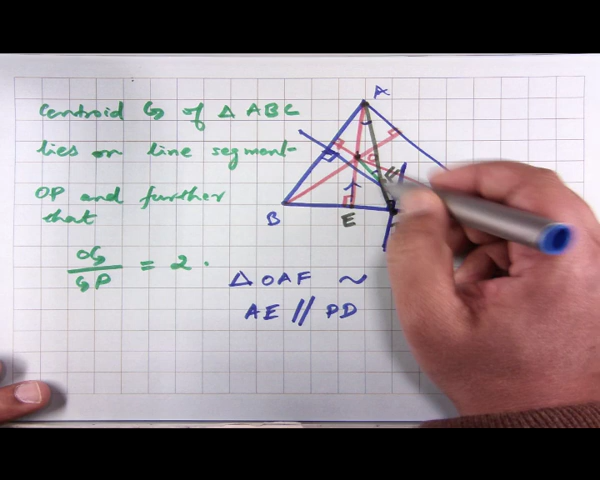 Centroid G of △ ABC
lies on line segment
OP and further
that
OG/GP = 2.
△ OAF ~
AE // PD
A
O
B
E